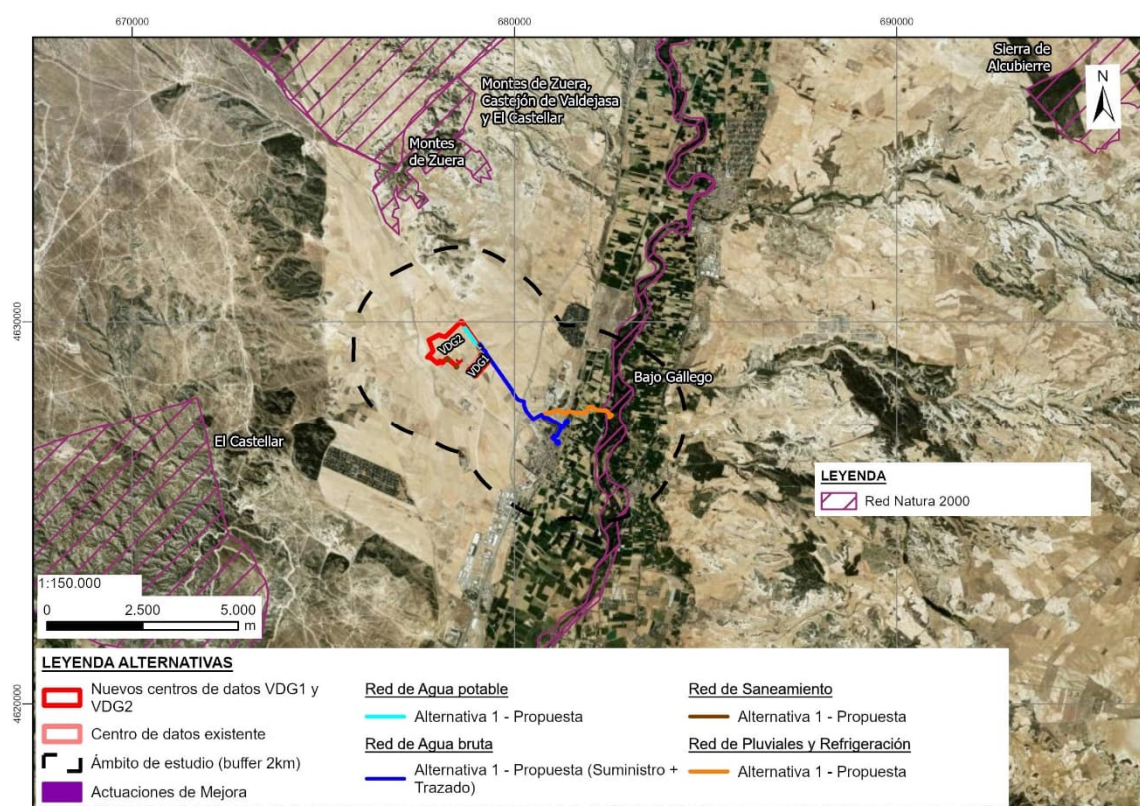 670000
680000
690000
Sierra de
Alcubierre
N
Montes de Zuera,
Castejón de Valdejasa
y El Castellar
Montes
de Zuera
4630000
4630000
VDG2
VDG1
Bajo Gállego
El Castellar
LEYENDA
Red Natura 2000
1:150.000
0 2.500 5.000
m
LEYENDA ALTERNATIVAS
Nuevos centros de datos VDG1 y
VDG2
Centro de datos existente
Ámbito de estudio (buffer 2km)
Actuaciones de Mejora
Red de Agua potable
Alternativa 1 - Propuesta
Red de Agua bruta
Alternativa 1 - Propuesta (Suministro +
Trazado)
Red de Saneamiento
Alternativa 1 - Propuesta
Red de Pluviales y Refrigeración
Alternativa 1 - Propuesta
4620000
4620000